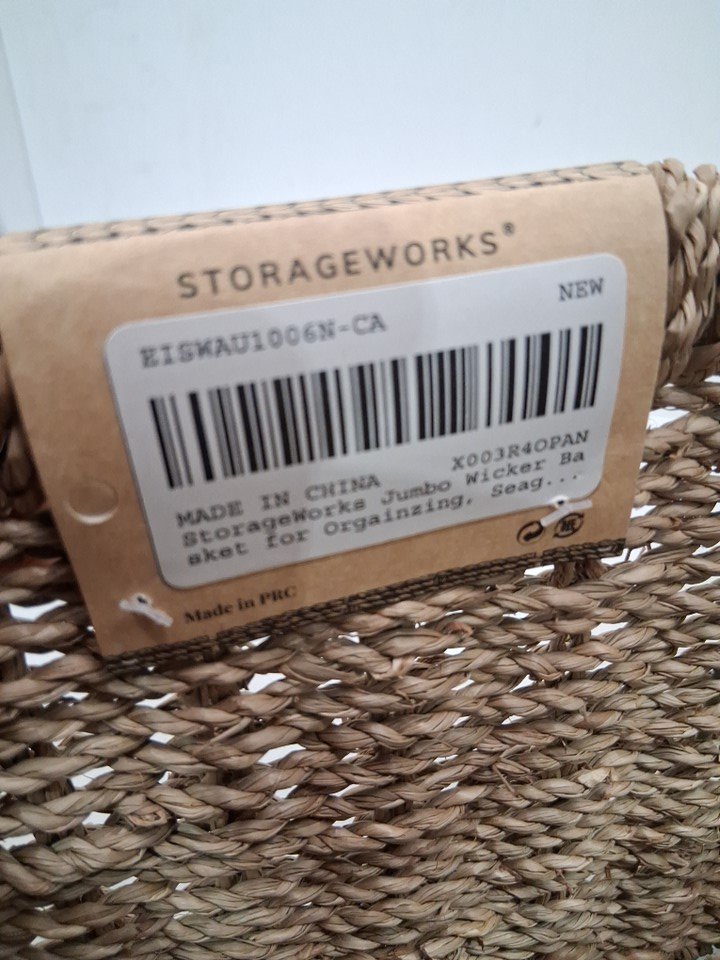 STORAGEWORKS®
NEW
EISWAU1006N-CA
X003R4OPAN
MADE IN CHINA
StorageWorks Jumbo Wicker Ba
sket for Orgainzing, Seag...
Made in PRC